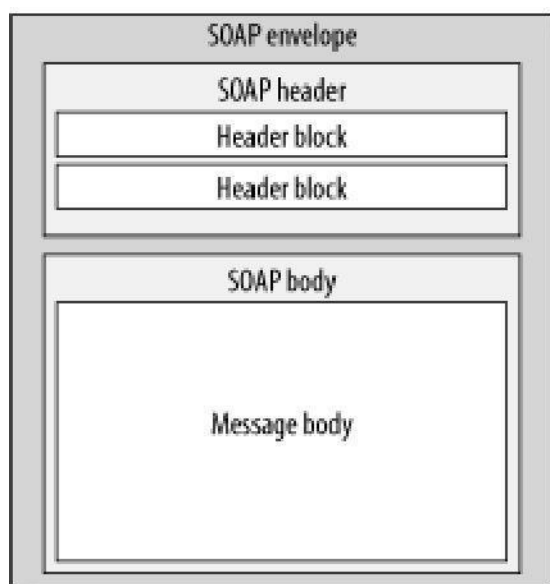 SOAP envelope
SOAP header
Header block
Header block
SOAP body
Message body